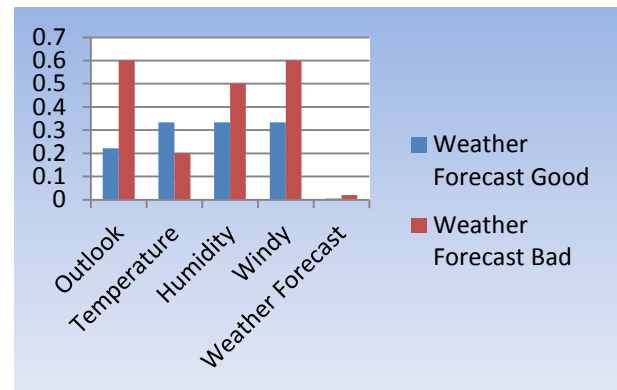 0.7
0.6
0.5
0.4
0.3
0.2
0.1
0
Outlook
Temperature
Humidity
Windy
Weather Forecast
Weather
Forecast Good
Weather
Forecast Bad